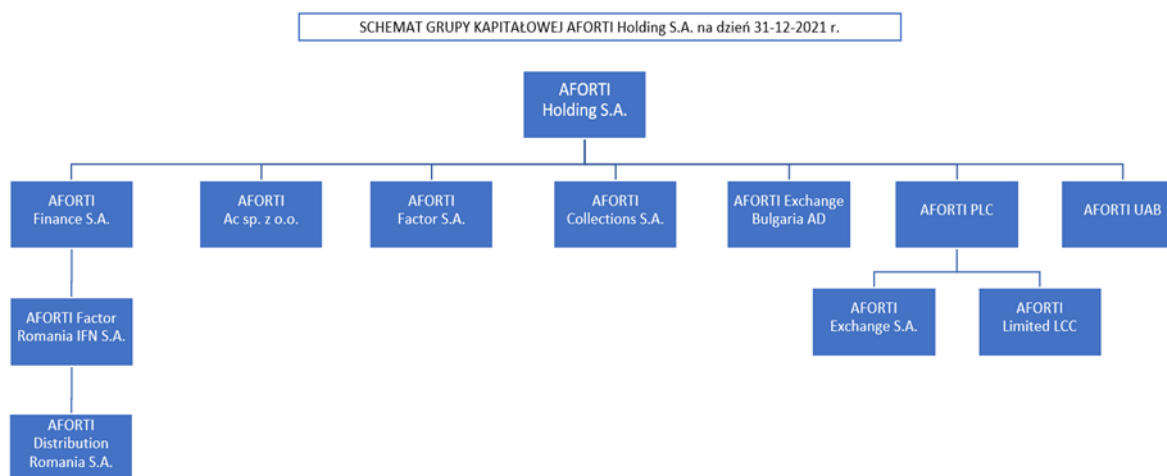 SCHEMAT GRUPY KAPITAŁOWEJ AFORTI Holding S.A. na dzień 31-12-2021 r.
AFORTI
Holding S.A.
AFORTI
Finance S.A.
AFORTI
Ac sp. z o.o.
AFORTI
Factor S.A.
AFORTI
Collections S.A.
AFORTI Exchange
Bulgaria AD
AFORTI PLC
AFORTI UAB
AFORTI Factor
Romania IFN S.A.
AFORTI
Exchange S.A.
AFORTI
Limited LCC
AFORTI
Distribution
Romania S.A.